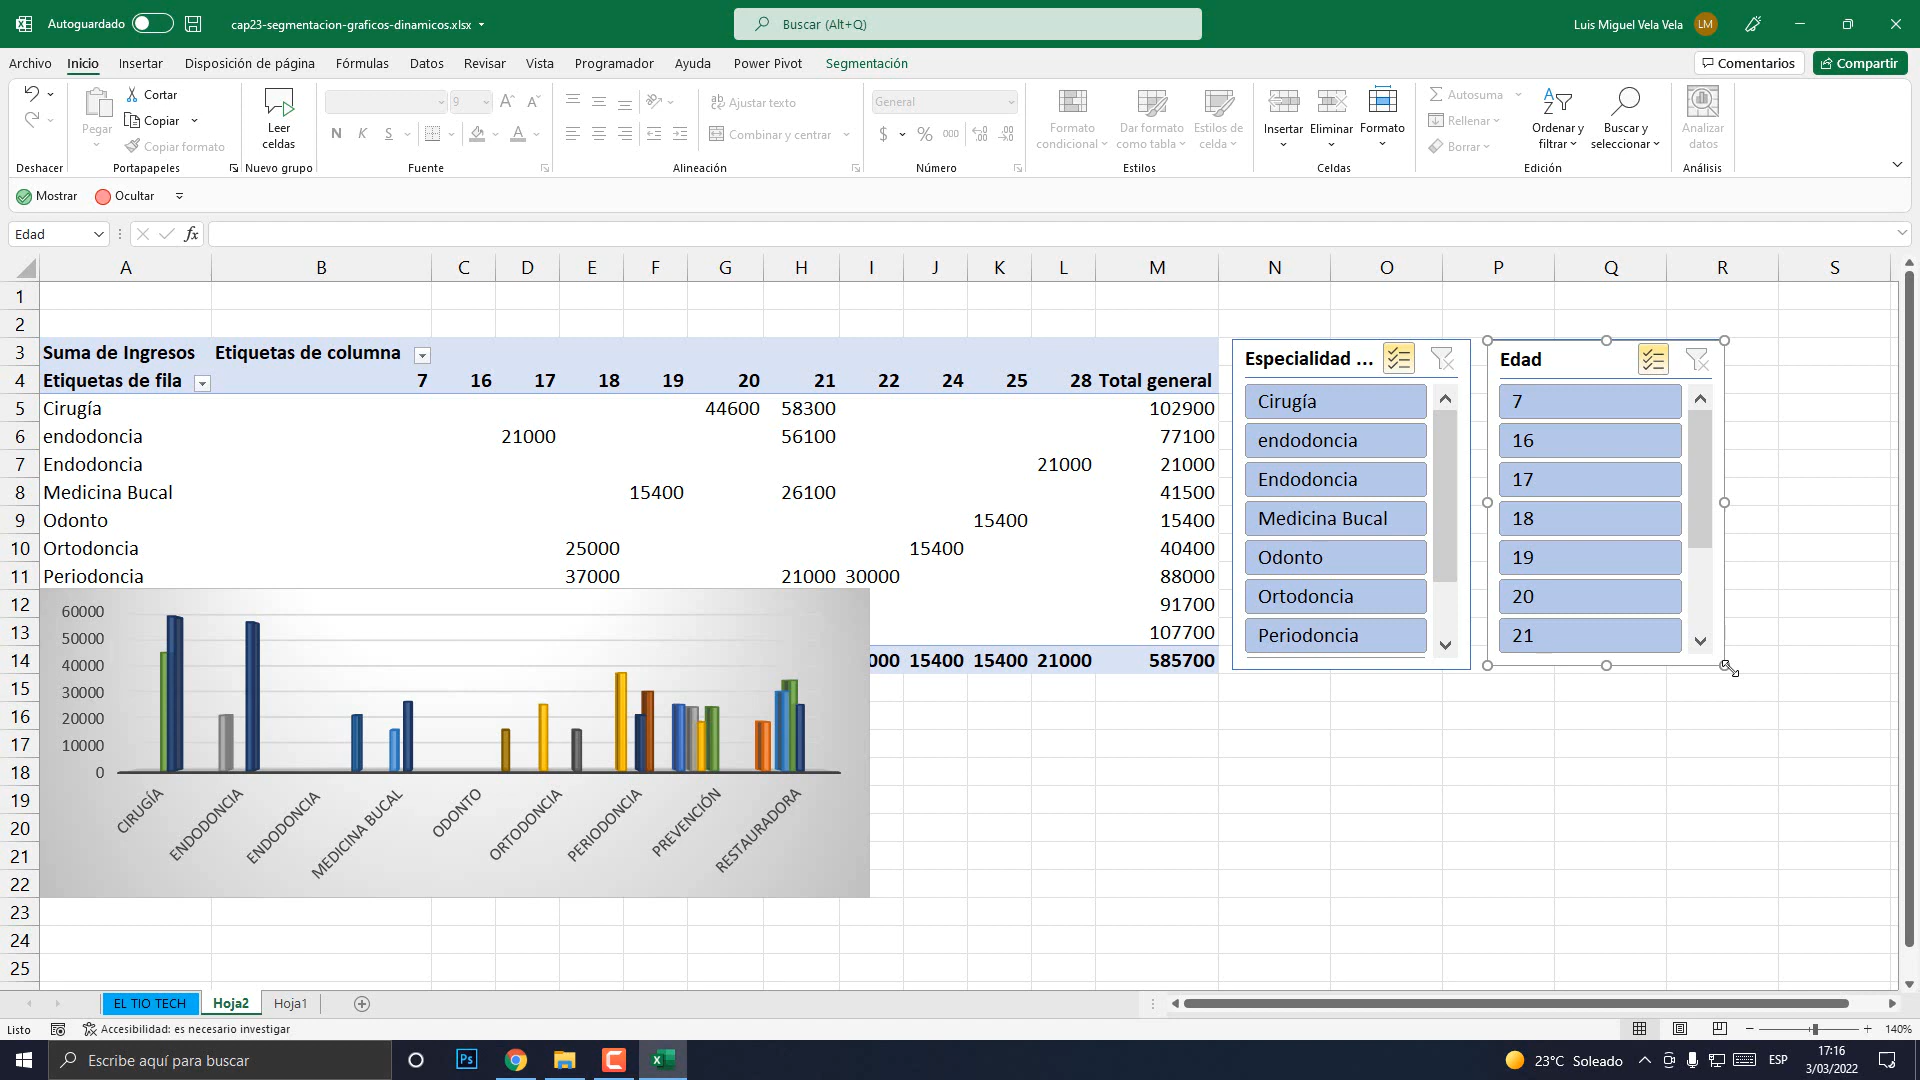 Autoguardado
cap23-segmentacion-graficos-dinamicos.xlsx
Buscar (Alt+Q)
Luis Miguel Vela Vela LM
Archivo Inicio Insertar Disposición de página Fórmulas Datos Revisar Vista Programador Ayuda Power Pivot Segmentación
Comentarios Compartir
Pegar
Cortar
Copiar
Copiar formato
Leer celdas
9
N K S
Ajustar texto
Combinar y centrar
General
$ % 000
Formato condicional
Dar formato como tabla
Estilos de celda
Insertar Eliminar Formato
Autosuma
Rellenar
Borrar
Ordenar y filtrar
Buscar y seleccionar
Analizar datos
Deshacer Portapapeles Nuevo grupo Fuente Alineación Número Estilos Celdas Edición Análisis
Mostrar Ocultar
Edad fx
A B C D E F G H I J K L M N O P Q R S
1
2
3 Suma de Ingresos Etiquetas de columna
4 Etiquetas de fila 7 16 17 18 19 20 21 22 24 25 28 Total general
5 Cirugía 44600 58300 102900
6 endodoncia 21000 56100 77100
7 Endodoncia 21000 21000
8 Medicina Bucal 15400 26100 41500
9 Odonto 15400 15400
10 Ortodoncia 25000 15400 40400
11 Periodoncia 37000 21000 30000 88000
12 91700
13 107700
14 000 15400 15400 21000 585700
15
16
17
18
19
20
21
22
23
24
25
60000
50000
40000
30000
20000
10000
0
CIRUGÍA
ENDODONCIA
ENDODONCIA
MEDICINA BUCAL
ODONTO
ORTODONCIA
PERIODONCIA
PREVENCIÓN
RESTAURADORA
Especialidad ...
Cirugía
endodoncia
Endodoncia
Medicina Bucal
Odonto
Ortodoncia
Periodoncia
Edad
7
16
17
18
19
20
21
EL TIO TECH Hoja2 Hoja1
Listo Accesibilidad: es necesario investigar
140%
Escribe aquí para buscar
Ps
23°C Soleado
ESP
17:16
3/03/2022